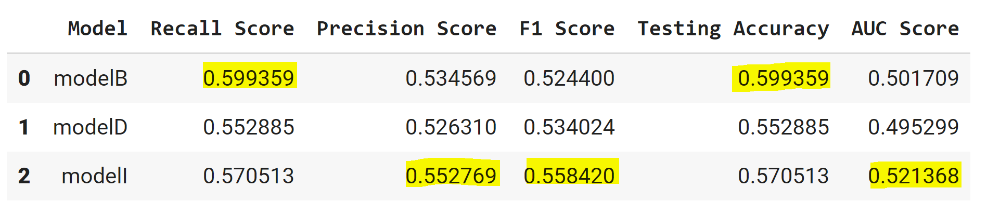 Model Recall Score Precision Score F1 Score Testing Accuracy AUC Score
0 modelB 0.599359 0.534569 0.524400 0.599359 0.501709
1 modelD 0.552885 0.526310 0.534024 0.552885 0.495299
2 modelI 0.570513 0.552769 0.558420 0.570513 0.521368